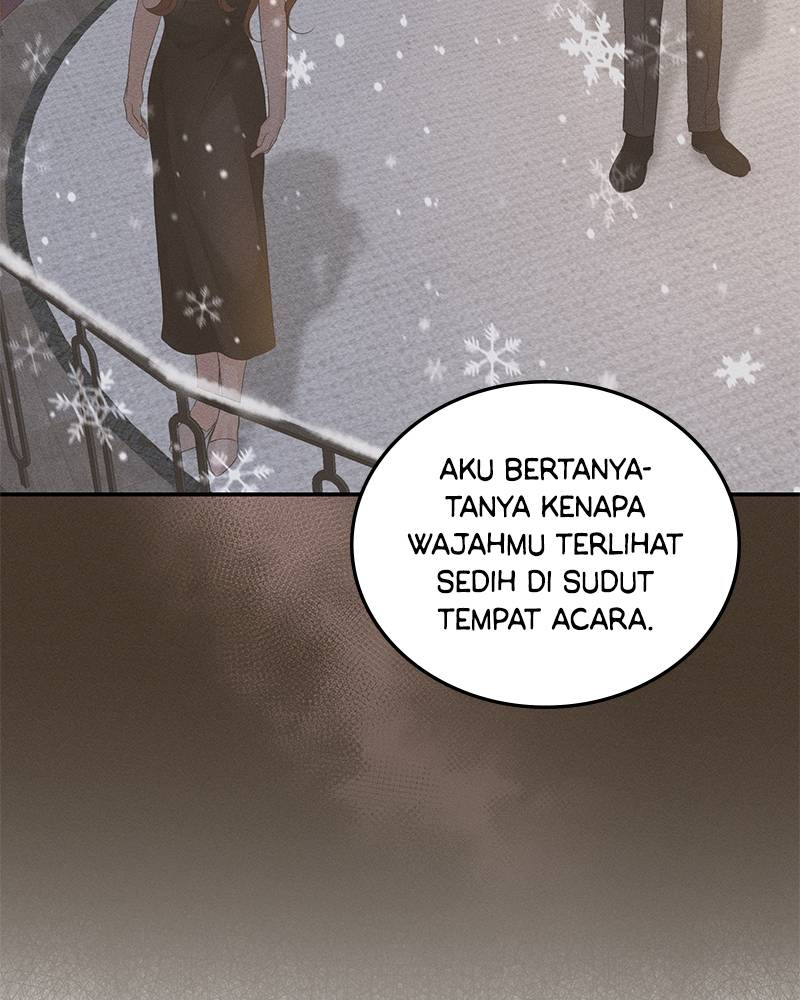 AKU BERTANYA-
TANYA KENAPA
WAJAHMU TERLIHAT
SEDIH DI SUDUT
TEMPAT ACARA.